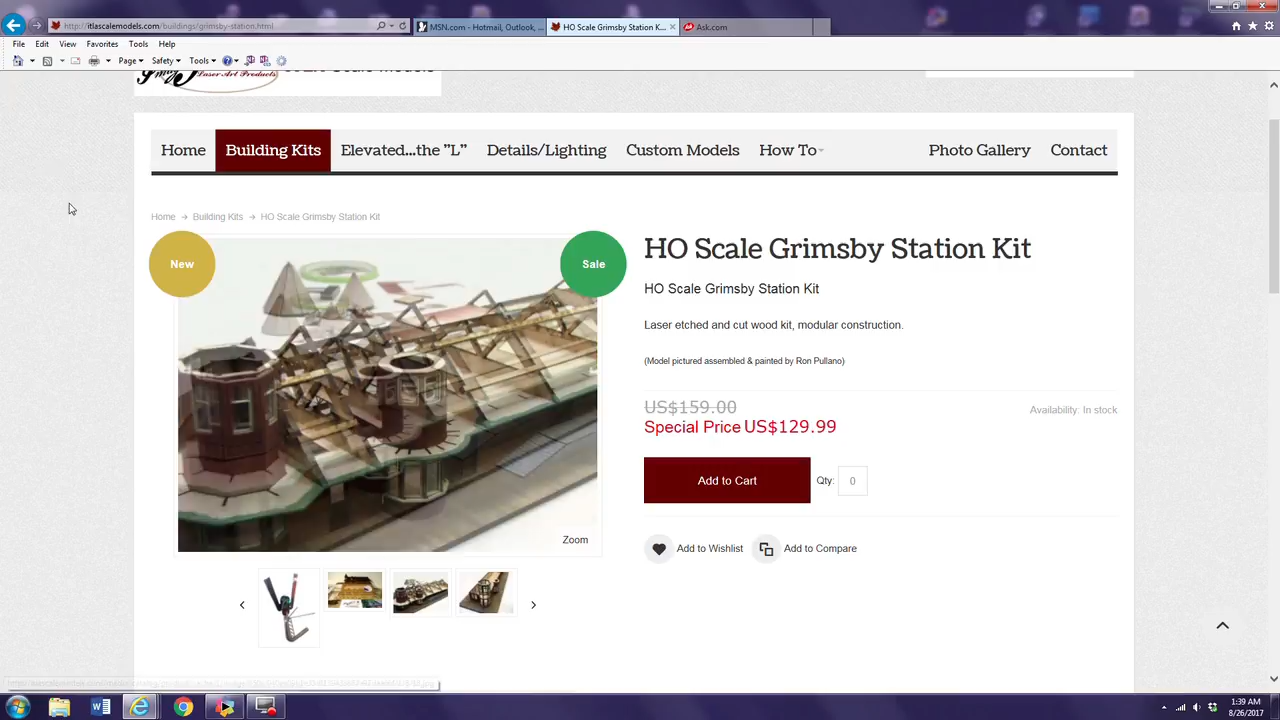 http://itlascalemodels.com/buildings/grimsby-station.html
MSN.com - Hotmail, Outlook, ...
HO Scale Grimsby Station K...
Ask.com
File Edit View Favorites Tools Help
Page Safety Tools
Laser Art Products
Scale Models
Home Building Kits Elevated...the "L" Details/Lighting Custom Models How To Photo Gallery Contact
Home → Building Kits → HO Scale Grimsby Station Kit
New
Sale
HO Scale Grimsby Station Kit
HO Scale Grimsby Station Kit
Laser etched and cut wood kit, modular construction.
(Model pictured assembled & painted by Ron Pullano)
US$159.00
Availability: In stock
Special Price US$129.99
Add to Cart Qty: 0
Zoom
Add to Wishlist Add to Compare
1:39 AM
8/26/2017